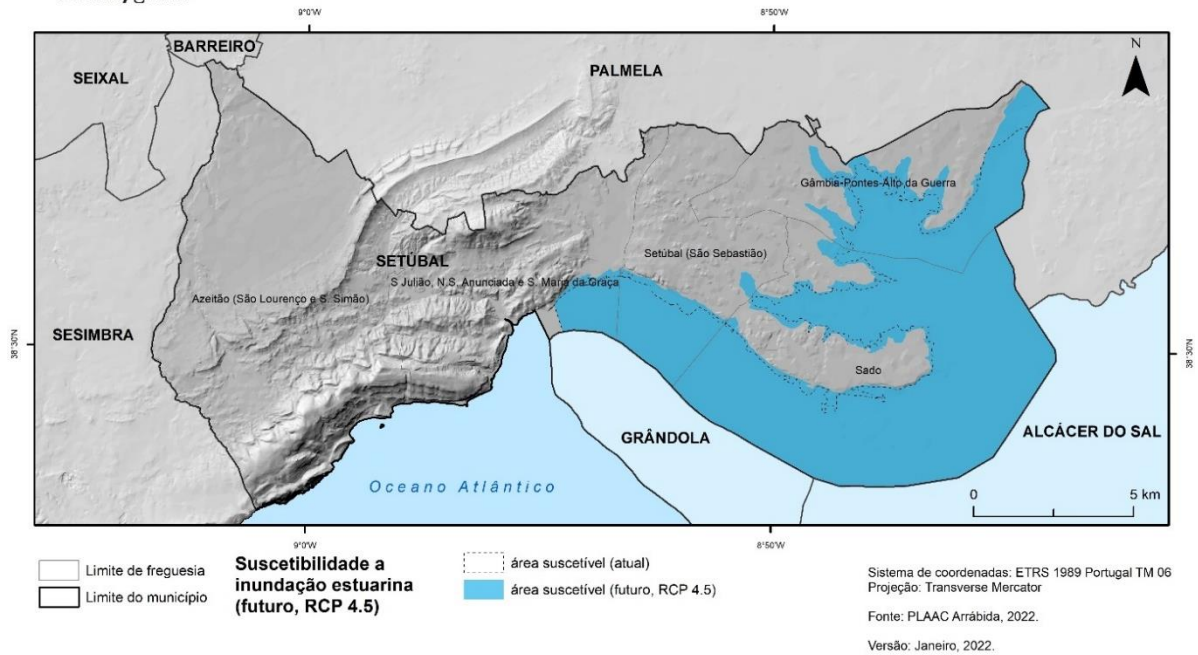 9°0'W
8°50'W
BARREIRO
SEIXAL
PALMELA
N
Gâmbia-Pontes-Alto da Guerra
Setúbal (São Sebastião)
SETÚBAL
S Julião, N.S. Anunciada e S. Maria da Graça
Azeitão (São Lourenço e S. Simão)
SESIMBRA
38°30'N
38°30'N
Sado
GRÂNDOLA
ALCÁCER DO SAL
Oceano Atlântico
0
5 km
9°0'W
8°50'W
Limite de freguesia
Limite do município
Suscetibilidade a
inundação estuarina
(futuro, RCP 4.5)
área suscetível (atual)
área suscetível (futuro, RCP 4.5)
Sistema de coordenadas: ETRS 1989 Portugal TM 06
Projeção: Transverse Mercator
Fonte: PLAAC Arrábida, 2022.
Versão: Janeiro, 2022.